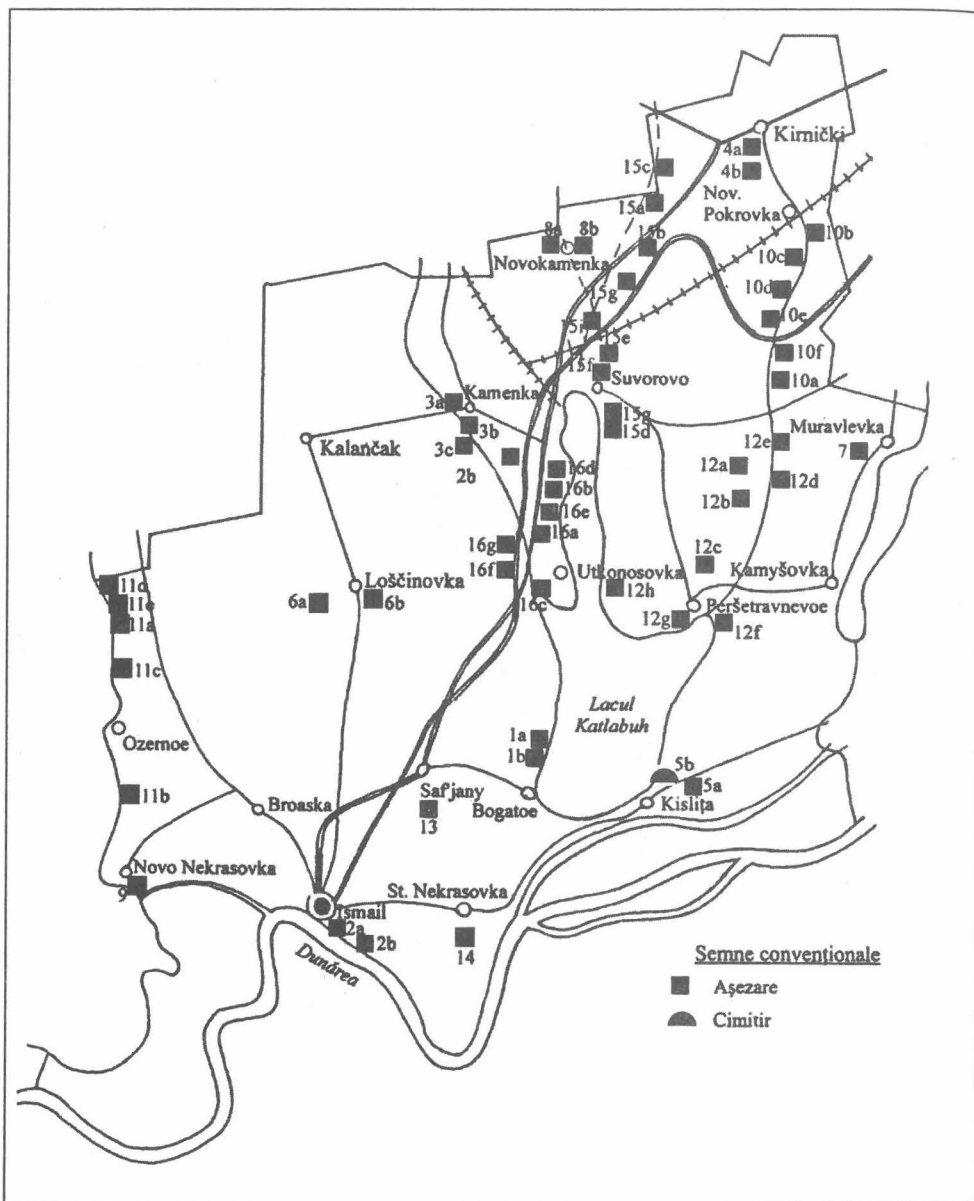 Kirnički
4a
4b
15c
Nov.
Pokrovka
15a
10b
8a
8b
15b
10c
Novokamenka
15g
10d
15i
10e
15e
10f
15f
Suvorovo
10a
Kamenka
3a
15g
3b
15d
Muravlevka
Kalančak
3c
12e
7
2b
16d
12a
16b
12d
12b
16e
16a
16g
12c
16f
Utkonosovka
Kamyšovka
11d
Loščinovka
12h
11e
6a
6b
16c
Peršetravnevoe
11a
12g
12f
11c
Lacul
Katlabuh
Ozernoe
1a
1b
5b
Saf'jany
5a
11b
Broaska
Bogatoe
Kislița
13
Novo Nekrasovka
9
St. Nekrasovka
Ismail
2a
2b
14
Dunărea
Semne convenționale
Așezare
Cimitir